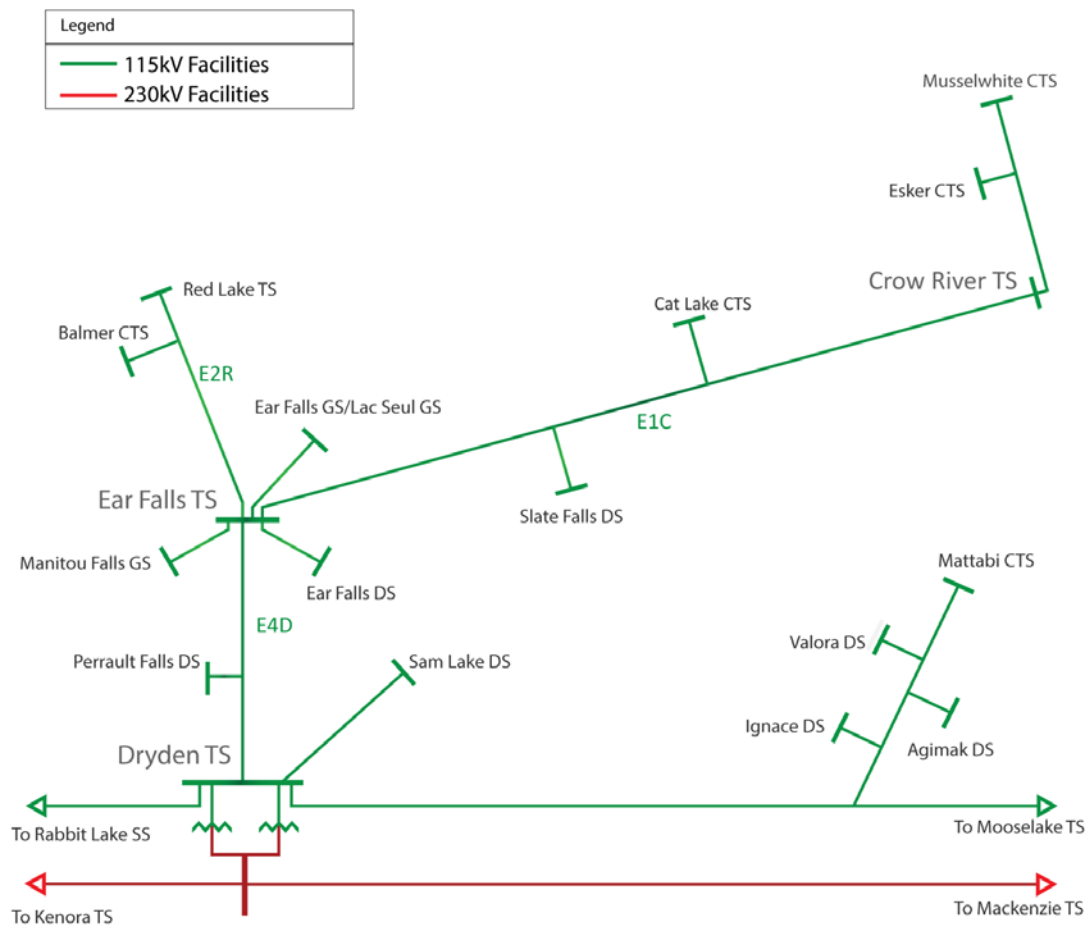 Legend
115kV Facilities
230kV Facilities
Musselwhite CTS
Esker CTS
Crow River TS
Red Lake TS
Cat Lake CTS
Balmer CTS
E2R
Ear Falls GS/Lac Seul GS
E1C
Ear Falls TS
Slate Falls DS
Manitou Falls GS
Ear Falls DS
Mattabi CTS
E4D
Valora DS
Perrault Falls DS
Sam Lake DS
Ignace DS
Agimak DS
Dryden TS
To Rabbit Lake SS
To Mooselake TS
To Kenora TS
To Mackenzie TS